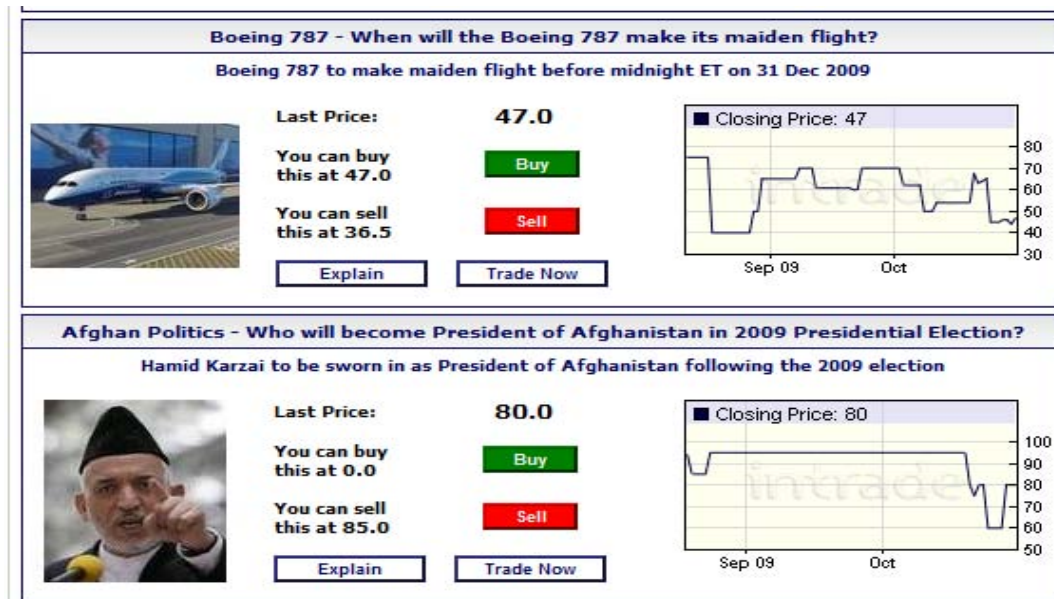 Boeing 787 - When will the Boeing 787 make its maiden flight?
Boeing 787 to make maiden flight before midnight ET on 31 Dec 2009
Last Price: 47.0
You can buy
this at 47.0
Buy
You can sell
this at 36.5
Sell
Explain Trade Now
Closing Price: 47
intrade
80
70
60
50
40
30
Sep 09 Oct
Afghan Politics - Who will become President of Afghanistan in 2009 Presidential Election?
Hamid Karzai to be sworn in as President of Afghanistan following the 2009 election
Last Price: 80.0
You can buy
this at 0.0
Buy
You can sell
this at 85.0
Sell
Explain Trade Now
Closing Price: 80
intrade
100
90
80
70
60
50
Sep 09 Oct